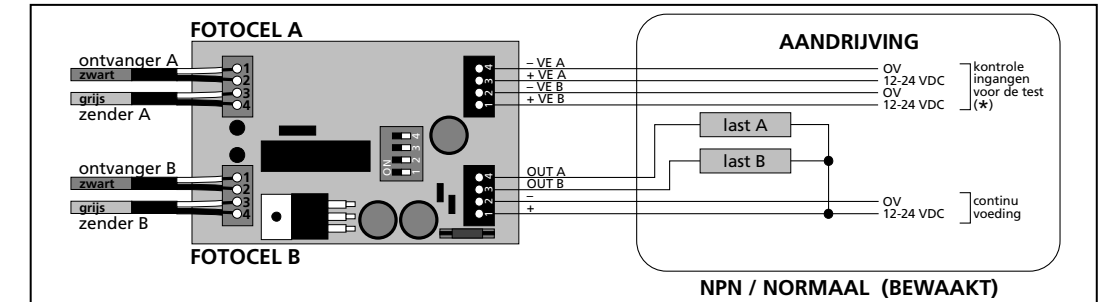 FOTOCEL A
ontvanger A
zwart
grijs
zender A
1
2
3
4
ontvanger B
zwart
grijs
zender B
1
2
3
4
FOTOCEL B
ON
1 2 3 4
4
3
2
1
4
3
2
1
– VE A
+ VE A
– VE B
+ VE B
OUT A
OUT B
–
+
AANDRIJVING
0V
12-24 VDC
0V
12-24 VDC
kontrole
ingangen
voor de test
(*)
last A
last B
0V
12-24 VDC
continu
voeding
NPN / NORMAAL (BEWAAKT)